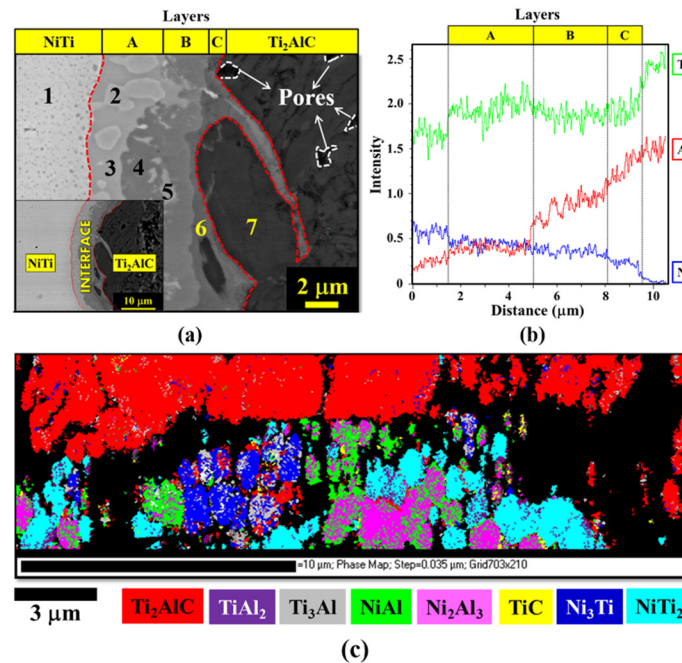 Layers
NiTi A B C Ti₂AlC
1 2 Pores
3 4
5
6 7
INTERFACE
NiTi Ti₂AlC
10 μm
2 μm
(a)
Layers
A B C
2.5
2.0
1.5
1.0
0.5
0
Intensity
T
A
N
0 2 4 6 8 10
Distance (μm)
(b)
=10 μm; Phase Map; Step=0.035 μm; Grid703x210
3 μm
Ti₂AlC TiAl₂ Ti₃Al NiAl Ni₂Al₃ TiC Ni₃Ti NiTi₂
(c)